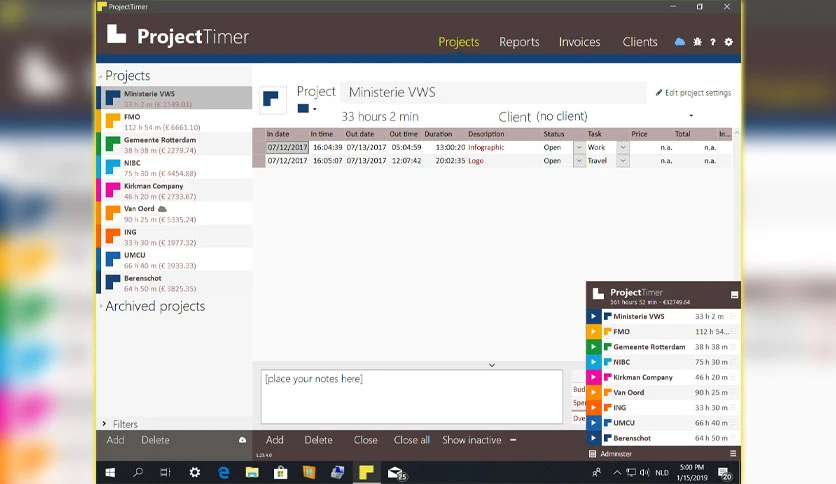 ProjectTimer
ProjectTimer
Projects Reports Invoices Clients ?
Projects
Ministerie VWS
33 h 2 m (€ 1549.01)
FMO
112 h 54 m (€ 6661.10)
Gemeente Rotterdam
38 h 38 m (€ 2279.74)
NIBC
75 h 30 m (€ 4454.88)
Kirkman Company
46 h 20 m (€ 2733.67)
Van Oord
90 h 25 m (€ 5335.24)
ING
33 h 30 m (€ 1977.32)
UMCU
66 h 40 m (€ 3933.33)
Berenschot
64 h 50 m (€ 3825.35)
Archived projects
Filters
Add Delete
Project Ministerie VWS Edit project settings
33 hours 2 min Client (no client)
In date In time Out date Out time Duration Description Status Task Price Total In...
07/12/2017 16:04:39 07/13/2017 05:04:59 13:00:20 Infographic Open Work n.a. n.a.
07/12/2017 16:05:07 07/13/2017 12:07:42 20:02:35 Logo Open Travel n.a. n.a.
[place your notes here]
Bud
Spe
Ove
Add Delete Close Close all Show inactive
1.23.4.6
ProjectTimer
561 hours 52 min - €32749.64
Ministerie VWS 33 h 2 m
FMO 112 h 54...
Gemeente Rotterdam 38 h 38 m
NIBC 75 h 30 m
Kirkman Company 46 h 20 m
Van Oord 90 h 25 m
ING 33 h 30 m
UMCU 66 h 40 m
Berenschot 64 h 50 m
Administer
25
NLD
5:00 PM
1/15/2019
20